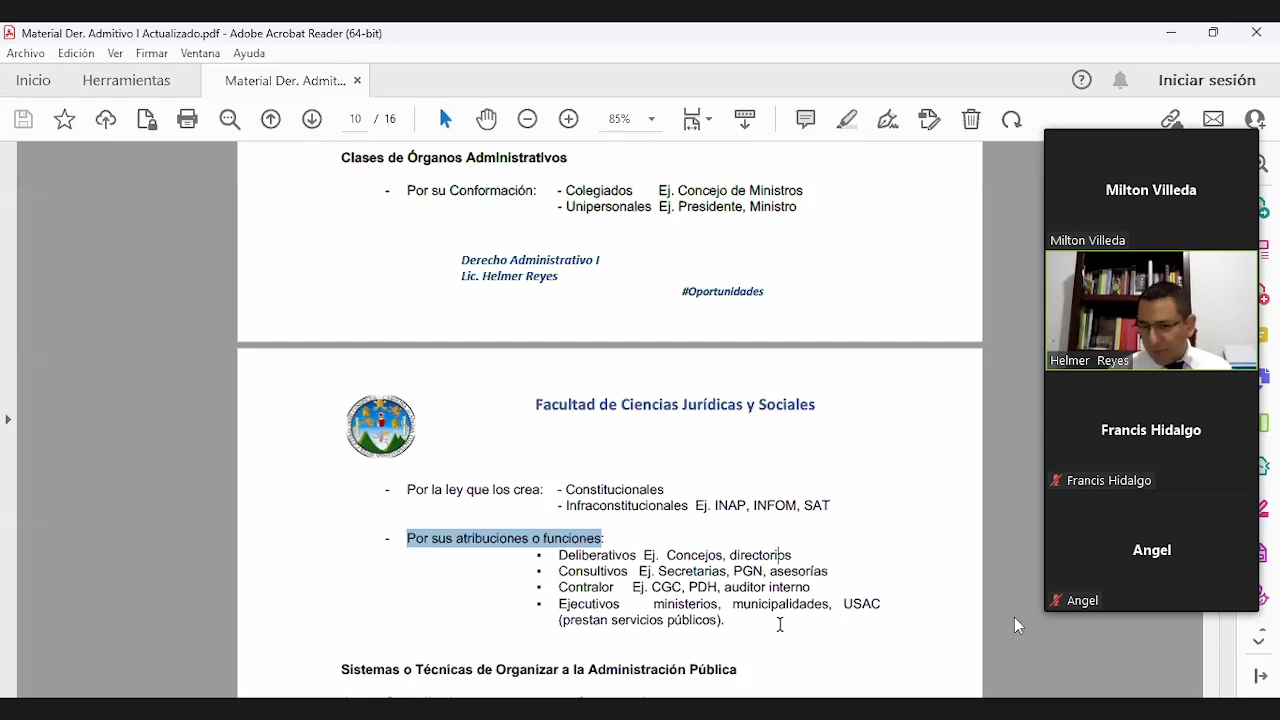 Material Der. Admitivo I Actualizado.pdf - Adobe Acrobat Reader (64-bit)
Archivo Edición Ver Firmar Ventana Ayuda
Inicio Herramientas Material Der. Admit... × Iniciar sesión
10 / 16 85%
Clases de Órganos Administrativos
- Por su Conformación: - Colegiados Ej. Concejo de Ministros
- Unipersonales Ej. Presidente, Ministro
Derecho Administrativo I
Lic. Helmer Reyes
#Oportunidades
Facultad de Ciencias Jurídicas y Sociales
- Por la ley que los crea: - Constitucionales
- Infraconstitucionales Ej. INAP, INFOM, SAT
- Por sus atribuciones o funciones:
▪ Deliberativos Ej. Concejos, directorios
▪ Consultivos Ej. Secretarias, PGN, asesorías
▪ Contralor Ej. CGC, PDH, auditor interno
▪ Ejecutivos ministerios, municipalidades, USAC
(prestan servicios públicos).
Sistemas o Técnicas de Organizar a la Administración Pública
Milton Villeda
Milton Villeda
Helmer Reyes
Francis Hidalgo
Francis Hidalgo
Angel
Angel